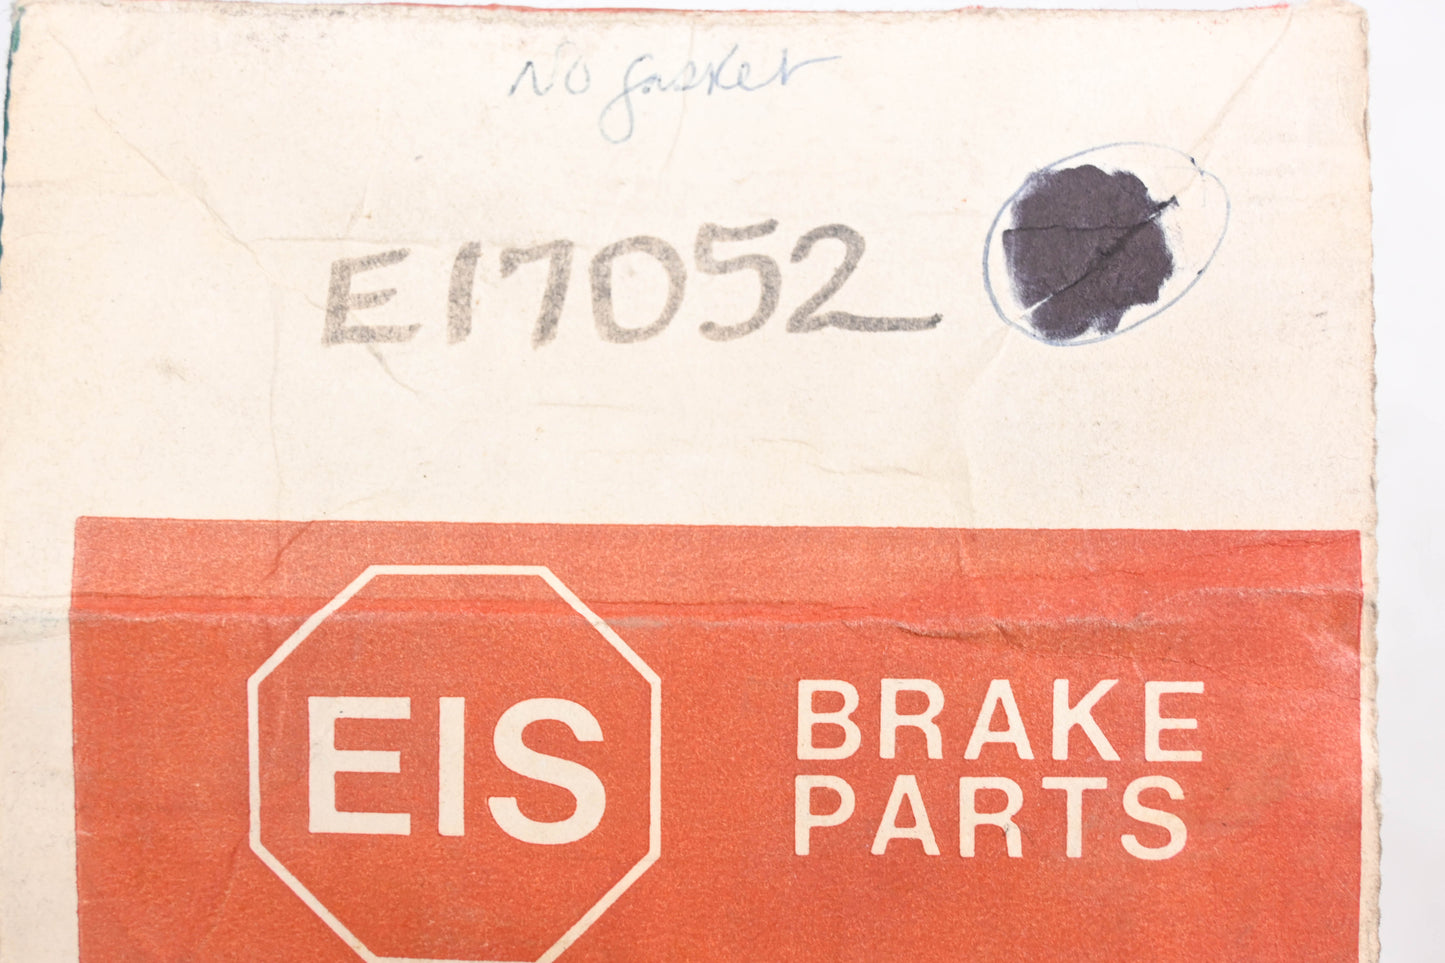 No gasket
E17052
EIS
BRAKE
PARTS